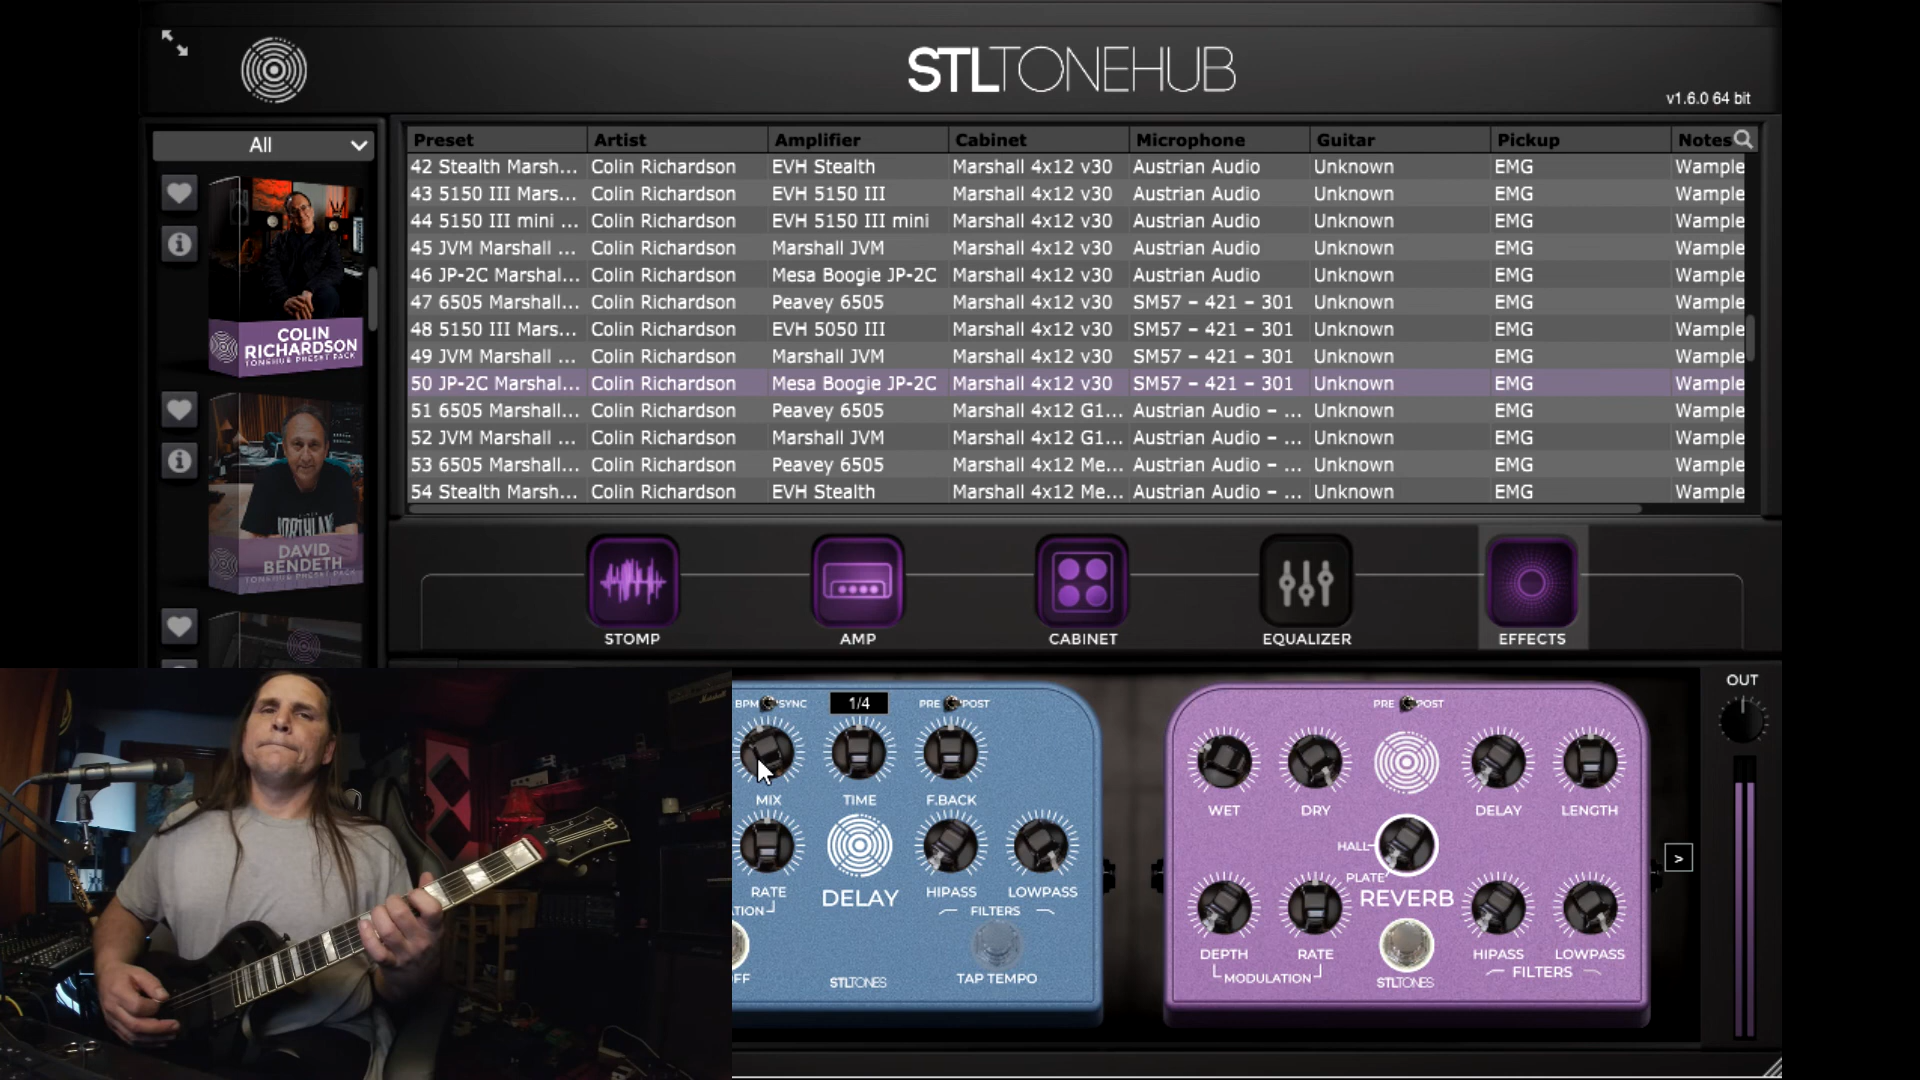 STLTONEHUB
v1.6.0 64 bit
All
Preset Artist Amplifier Cabinet Microphone Guitar Pickup Notes
42 Stealth Marsh... Colin Richardson EVH Stealth Marshall 4x12 v30 Austrian Audio Unknown EMG Wample
43 5150 III Mars... Colin Richardson EVH 5150 III Marshall 4x12 v30 Austrian Audio Unknown EMG Wample
44 5150 III mini ... Colin Richardson EVH 5150 III mini Marshall 4x12 v30 Austrian Audio Unknown EMG Wample
45 JVM Marshall ... Colin Richardson Marshall JVM Marshall 4x12 v30 Austrian Audio Unknown EMG Wample
46 JP-2C Marshal... Colin Richardson Mesa Boogie JP-2C Marshall 4x12 v30 Austrian Audio Unknown EMG Wample
47 6505 Marshall... Colin Richardson Peavey 6505 Marshall 4x12 v30 SM57 - 421 - 301 Unknown EMG Wample
48 5150 III Mars... Colin Richardson EVH 5050 III Marshall 4x12 v30 SM57 - 421 - 301 Unknown EMG Wample
49 JVM Marshall ... Colin Richardson Marshall JVM Marshall 4x12 v30 SM57 - 421 - 301 Unknown EMG Wample
50 JP-2C Marshal... Colin Richardson Mesa Boogie JP-2C Marshall 4x12 v30 SM57 - 421 - 301 Unknown EMG Wample
51 6505 Marshall... Colin Richardson Peavey 6505 Marshall 4x12 G1... Austrian Audio - ... Unknown EMG Wample
52 JVM Marshall ... Colin Richardson Marshall JVM Marshall 4x12 G1... Austrian Audio - ... Unknown EMG Wample
53 6505 Marshall... Colin Richardson Peavey 6505 Marshall 4x12 Me... Austrian Audio - ... Unknown EMG Wample
54 Stealth Marsh... Colin Richardson EVH Stealth Marshall 4x12 Me... Austrian Audio - ... Unknown EMG Wample
COLIN
RICHARDSON
TONEHUB PRESET PACK
DAVID
BENDETH
TONEHUB PRESET PACK
STOMP AMP CABINET EQUALIZER EFFECTS
BPM SYNC 1/4 PRE POST
MIX TIME F.BACK
RATE HIPASS LOWPASS
DELAY
FILTERS
TAP TEMPO
STLTONES
PRE POST
WET DRY DELAY LENGTH
HALL
PLATE
REVERB
DEPTH RATE HIPASS LOWPASS
MODULATION FILTERS
STLTONES
OUT
>